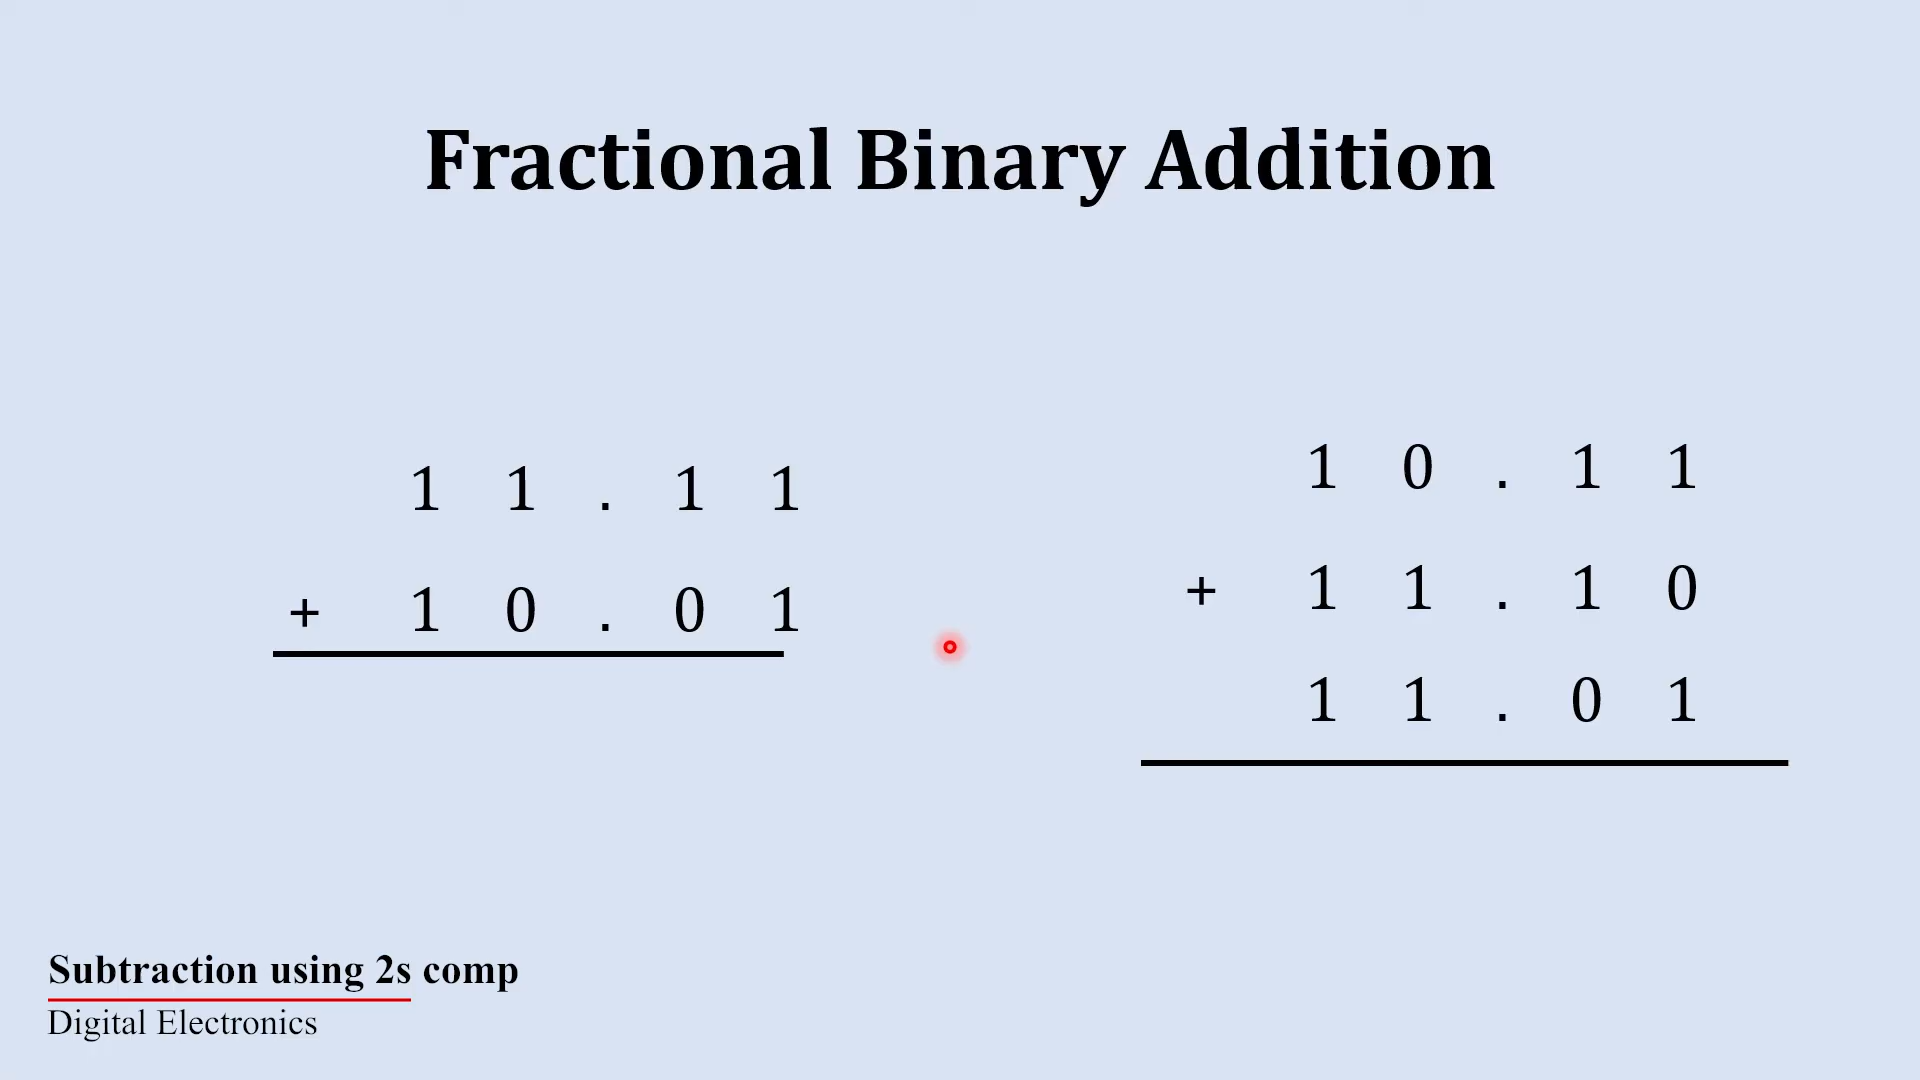 Fractional Binary Addition
1 1 . 1 1
+ 1 0 . 0 1
1 0 . 1 1
+ 1 1 . 1 0
1 1 . 0 1
Subtraction using 2s comp
Digital Electronics